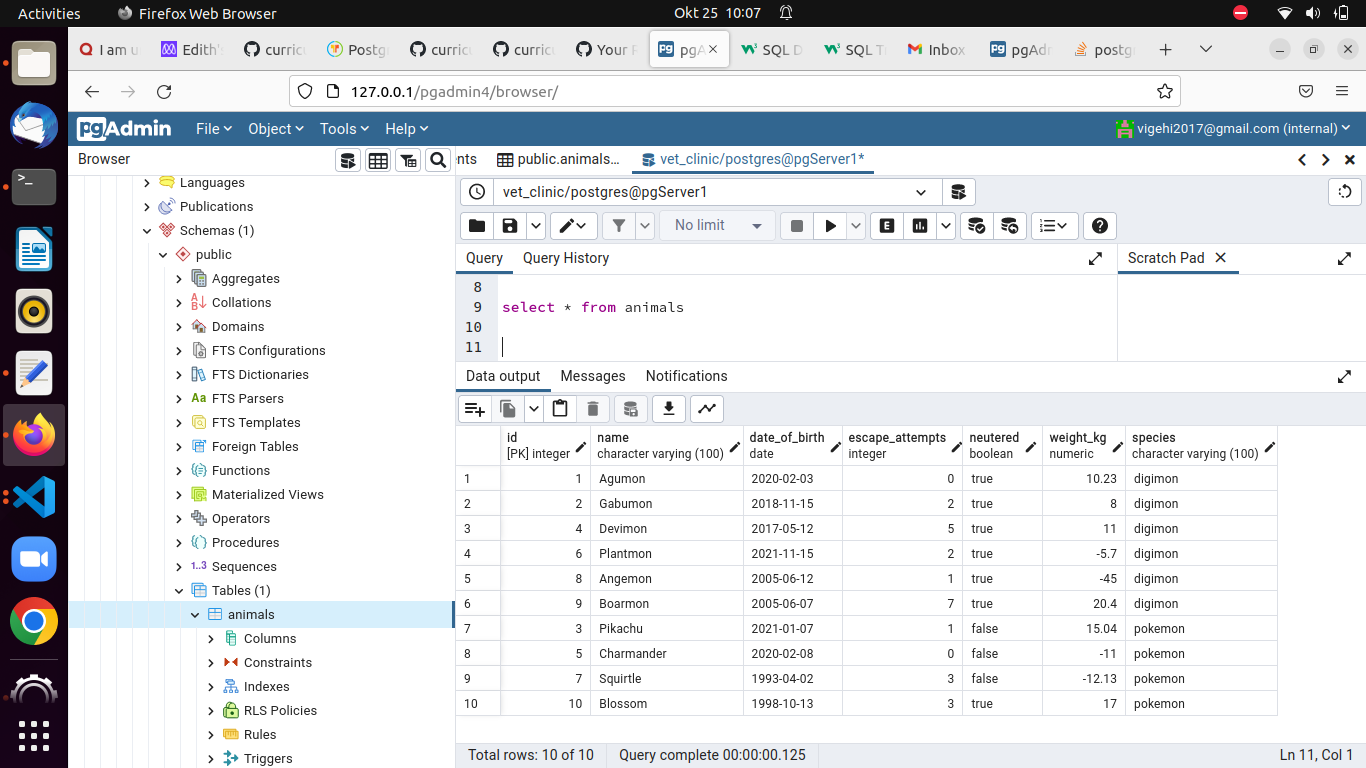 Activities Firefox Web Browser Okt 25 10:07
I am u Edith' curricu Postgr curricu curricu Your P pgA SQL D SQL T Inbox pgAdr postg
127.0.0.1/pgadmin4/browser/
pgAdmin File Object Tools Help vigehi2017@gmail.com (internal)
Browser
nts public.animals... vet_clinic/postgres@pgServer1*
vet_clinic/postgres@pgServer1
No limit
E
Query Query History Scratch Pad
8
9 select * from animals
10
11
Data output Messages Notifications
Languages
Publications
Schemas (1)
public
Aggregates
Collations
Domains
FTS Configurations
FTS Dictionaries
Aa FTS Parsers
FTS Templates
Foreign Tables
Functions
Materialized Views
Operators
Procedures
1..3 Sequences
Tables (1)
animals
Columns
Constraints
Indexes
RLS Policies
Rules
Triggers
id name date_of_birth escape_attempts neutered weight_kg species
[PK] integer character varying (100) date integer boolean numeric character varying (100)
1 1 Agumon 2020-02-03 0 true 10.23 digimon
2 2 Gabumon 2018-11-15 2 true 8 digimon
3 4 Devimon 2017-05-12 5 true 11 digimon
4 6 Plantmon 2021-11-15 2 true -5.7 digimon
5 8 Angemon 2005-06-12 1 true -45 digimon
6 9 Boarmon 2005-06-07 7 true 20.4 digimon
7 3 Pikachu 2021-01-07 1 false 15.04 pokemon
8 5 Charmander 2020-02-08 0 false -11 pokemon
9 7 Squirtle 1993-04-02 3 false -12.13 pokemon
10 10 Blossom 1998-10-13 3 true 17 pokemon
Total rows: 10 of 10 Query complete 00:00:00.125 Ln 11, Col 1